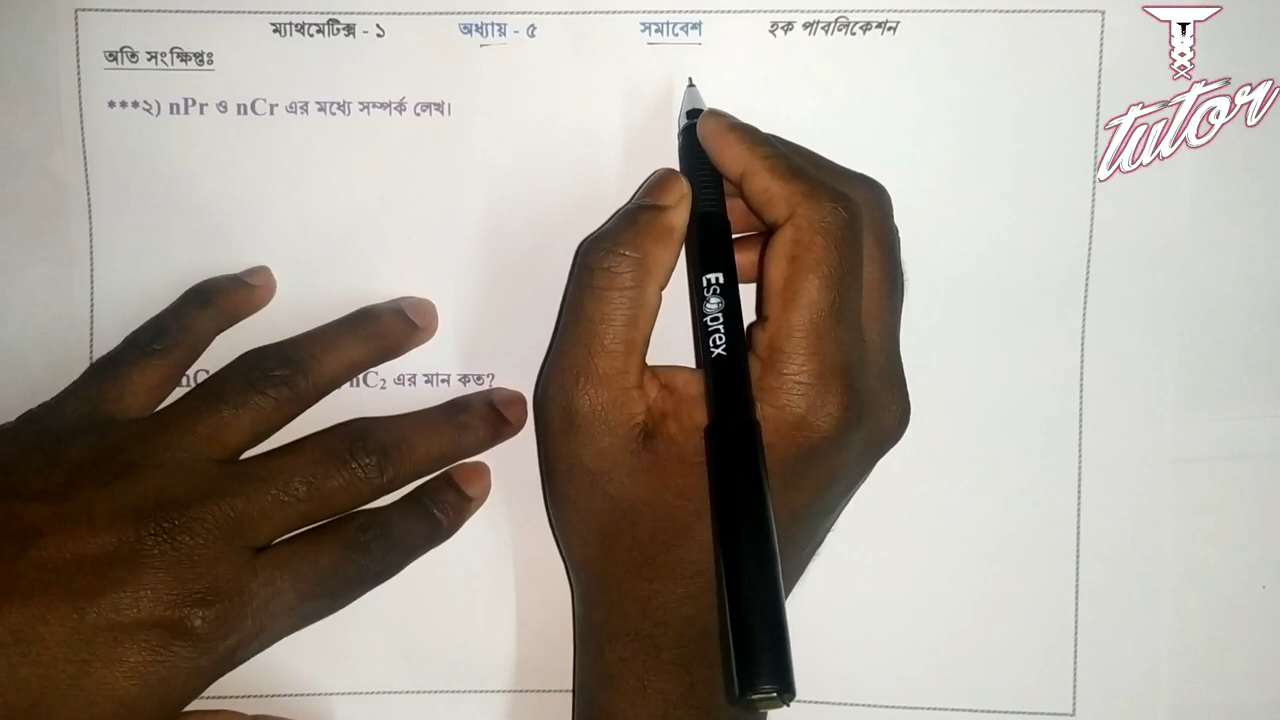 ম্যাথমেটিক্স - ১ অধ্যায় - ৫ সমাবেশ হক পাবলিকেশন
অতি সংক্ষিপ্তঃ
***২) nPr ও nCr এর মধ্যে সম্পর্ক লেখ।
nC₂ এর মান কত?
Esoprex
T
tutor